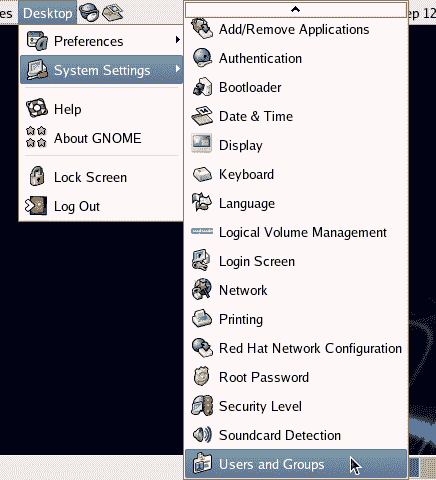 es Desktop
ep 12
Preferences
System Settings
Help
About GNOME
Lock Screen
Log Out
Add/Remove Applications
Authentication
Bootloader
Date & Time
Display
Keyboard
Language
Logical Volume Management
Login Screen
Network
Printing
Red Hat Network Configuration
Root Password
Security Level
Soundcard Detection
Users and Groups